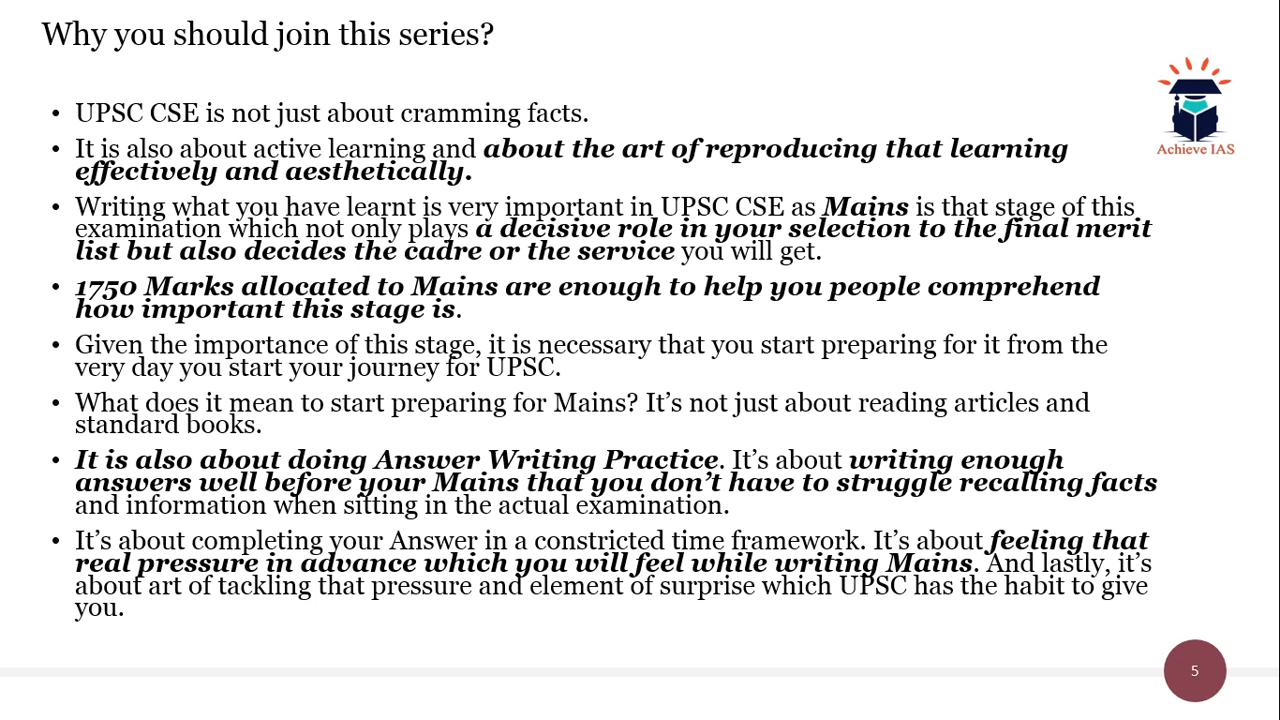 Why you should join this series?
Achieve IAS
• UPSC CSE is not just about cramming facts.
• It is also about active learning and about the art of reproducing that learning
effectively and aesthetically.
• Writing what you have learnt is very important in UPSC CSE as Mains is that stage of this
examination which not only plays a decisive role in your selection to the final merit
list but also decides the cadre or the service you will get.
• 1750 Marks allocated to Mains are enough to help you people comprehend
how important this stage is.
• Given the importance of this stage, it is necessary that you start preparing for it from the
very day you start your journey for UPSC.
• What does it mean to start preparing for Mains? It’s not just about reading articles and
standard books.
• It is also about doing Answer Writing Practice. It’s about writing enough
answers well before your Mains that you don’t have to struggle recalling facts
and information when sitting in the actual examination.
• It’s about completing your Answer in a constricted time framework. It’s about feeling that
real pressure in advance which you will feel while writing Mains. And lastly, it’s
about art of tackling that pressure and element of surprise which UPSC has the habit to give
you.
5